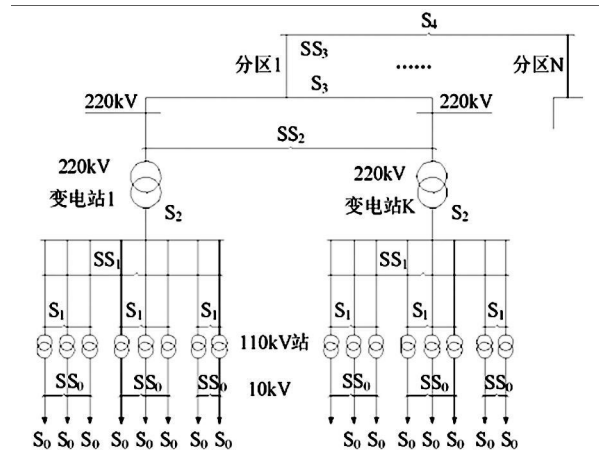 S₄
SS₃
分区1 …… 分区N
S₃
220kV 220kV
SS₂
220kV 220kV
变电站1 变电站K
S₂ S₂
SS₁ SS₁
S₁ S₁ S₁ S₁ S₁ S₁
110kV站
SS₀ SS₀ SS₀ SS₀ SS₀ SS₀
10kV
S₀ S₀ S₀ S₀ S₀ S₀ S₀ S₀ S₀ S₀ S₀ S₀ S₀ S₀ S₀